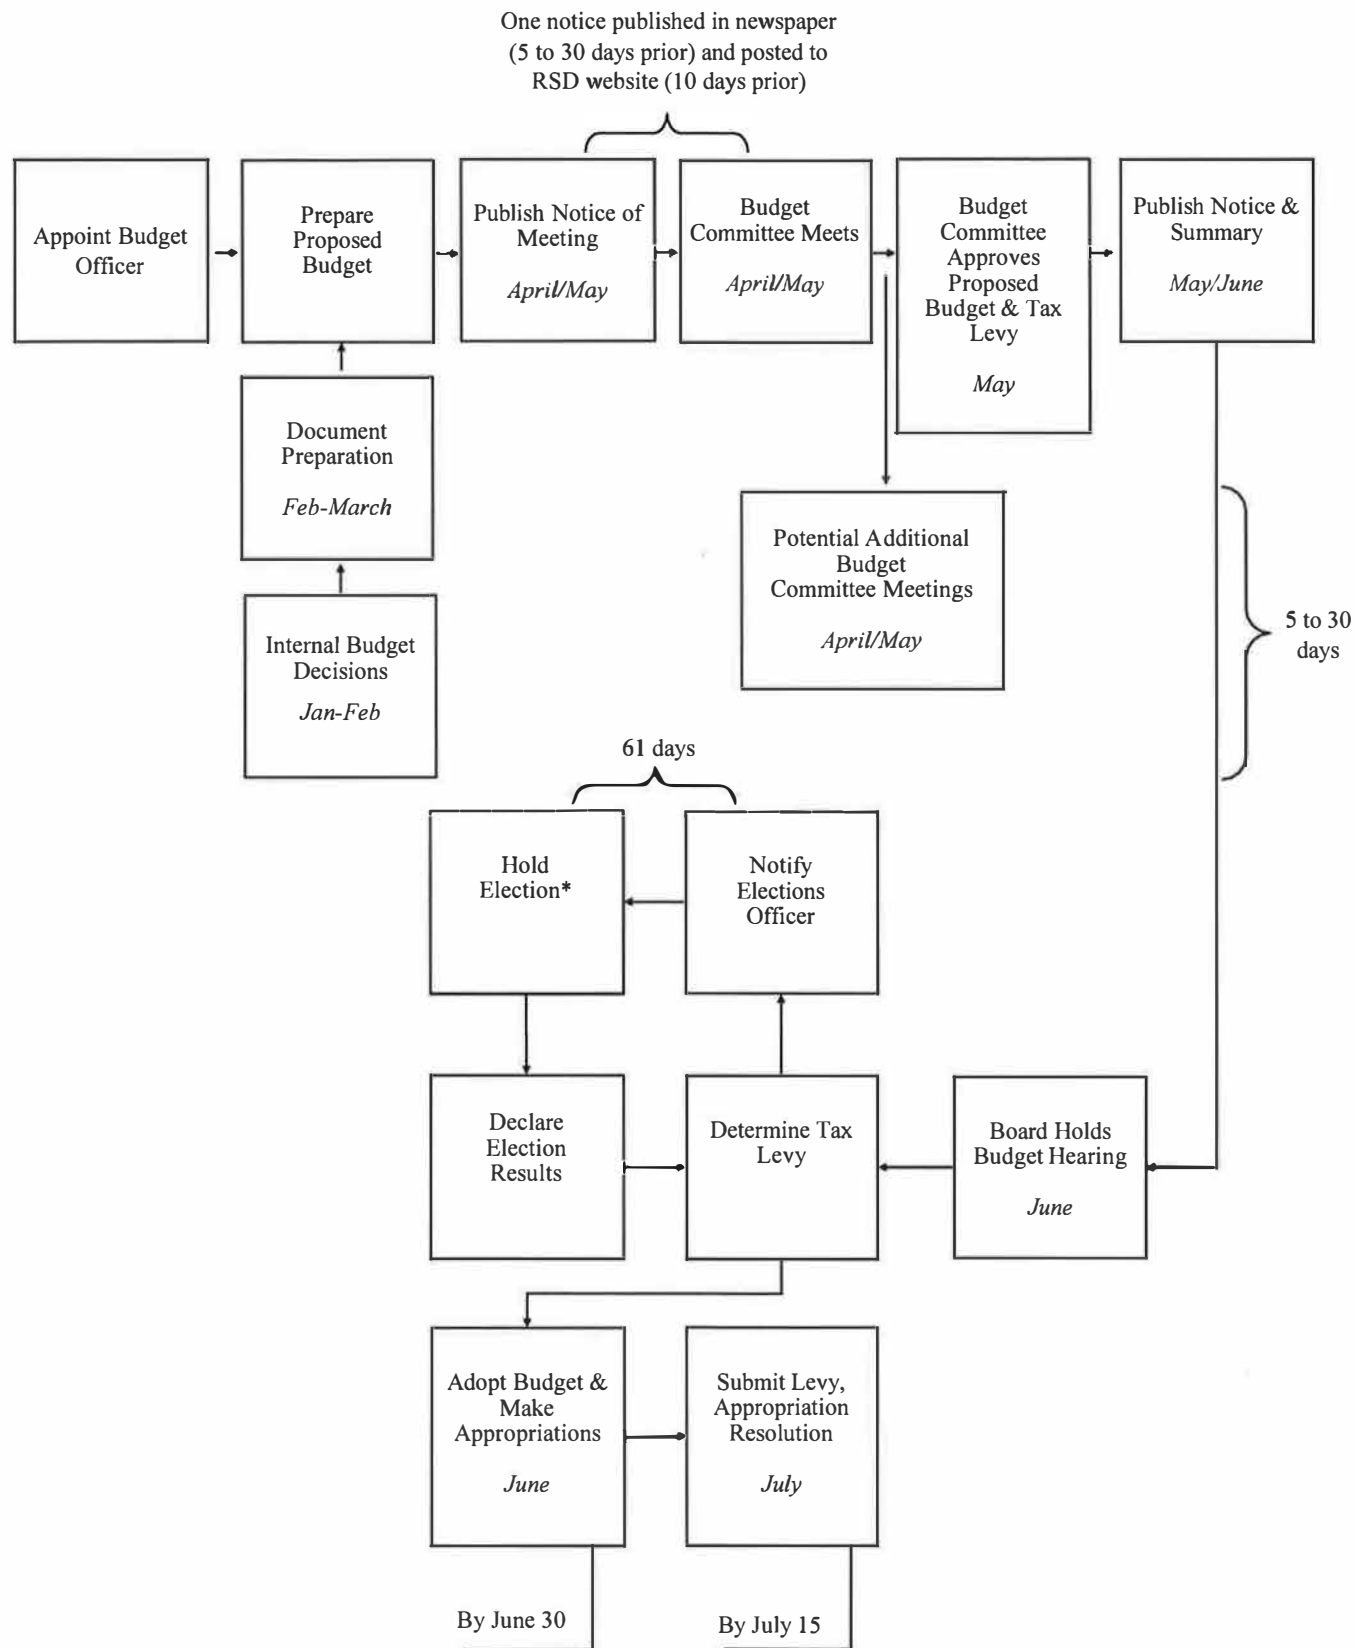 One notice published in newspaper
(5 to 30 days prior) and posted to
RSD website (10 days prior)
Appoint Budget
Officer
Prepare
Proposed
Budget
Publish Notice of
Meeting
April/May
Budget
Committee Meets
April/May
Budget
Committee
Approves
Proposed
Budget & Tax
Levy
May
Publish Notice &
Summary
May/June
Document
Preparation
Feb-March
Potential Additional
Budget
Committee Meetings
April/May
Internal Budget
Decisions
Jan-Feb
5 to 30
days
61 days
Hold
Election*
Notify
Elections
Officer
Declare
Election
Results
Determine Tax
Levy
Board Holds
Budget Hearing
June
Adopt Budget &
Make
Appropriations
June
Submit Levy,
Appropriation
Resolution
July
By June 30
By July 15